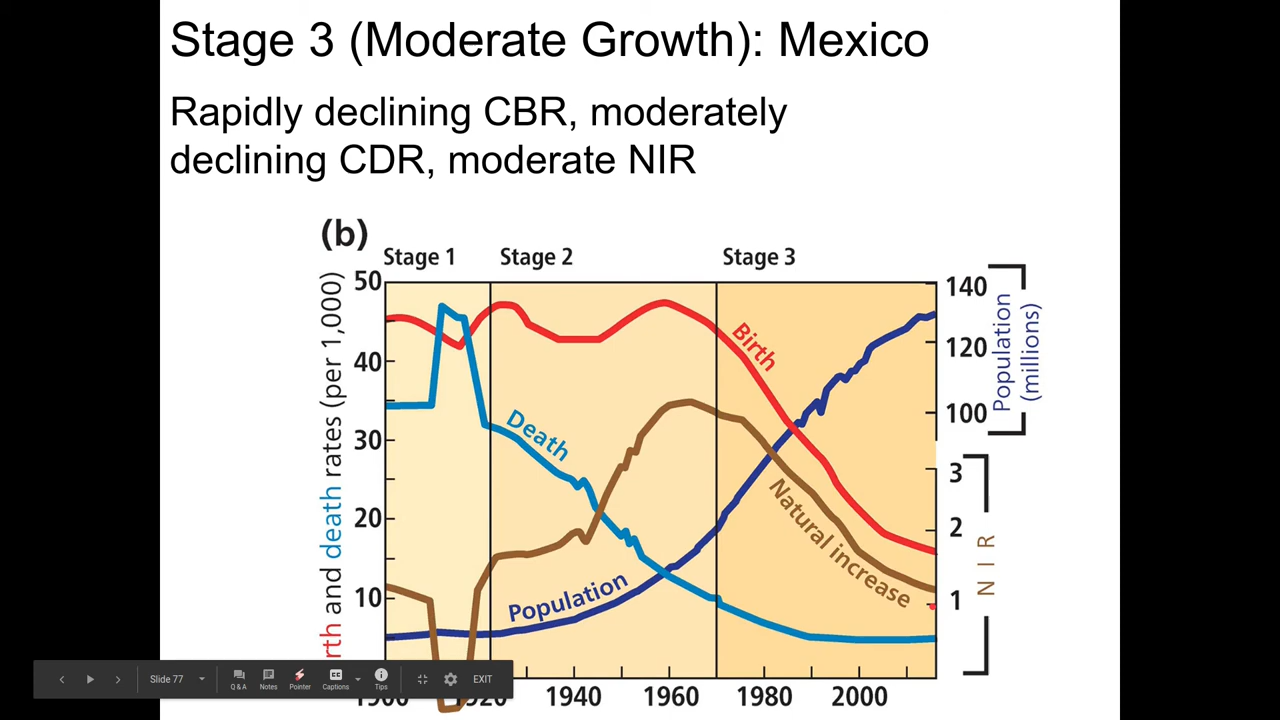 Stage 3 (Moderate Growth): Mexico
Rapidly declining CBR, moderately
declining CDR, moderate NIR
(b)
Stage 1
Stage 2
Stage 3
and death rates (per 1,000)
50
40
30
20
10
Birth
Death
Natural increase
Population
140
120
100
Population
(millions)
3
2
1
NIR
1940
1960
1980
2000
Slide 77
Q & A
Notes
Pointer
Captions
Tips
EXIT